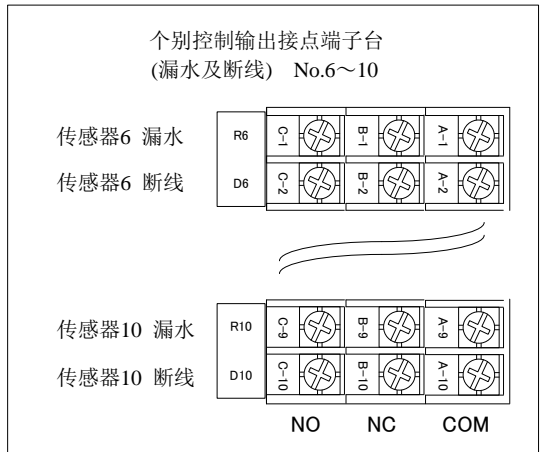 个别控制输出接点端子台
(漏水及断线) No.6～10
传感器6 漏水 R6 C-1 B-1 A-1
传感器6 断线 D6 C-2 B-2 A-2
传感器10 漏水 R10 C-9 B-9 A-9
传感器10 断线 D10 C-10 B-10 A-10
NO NC COM